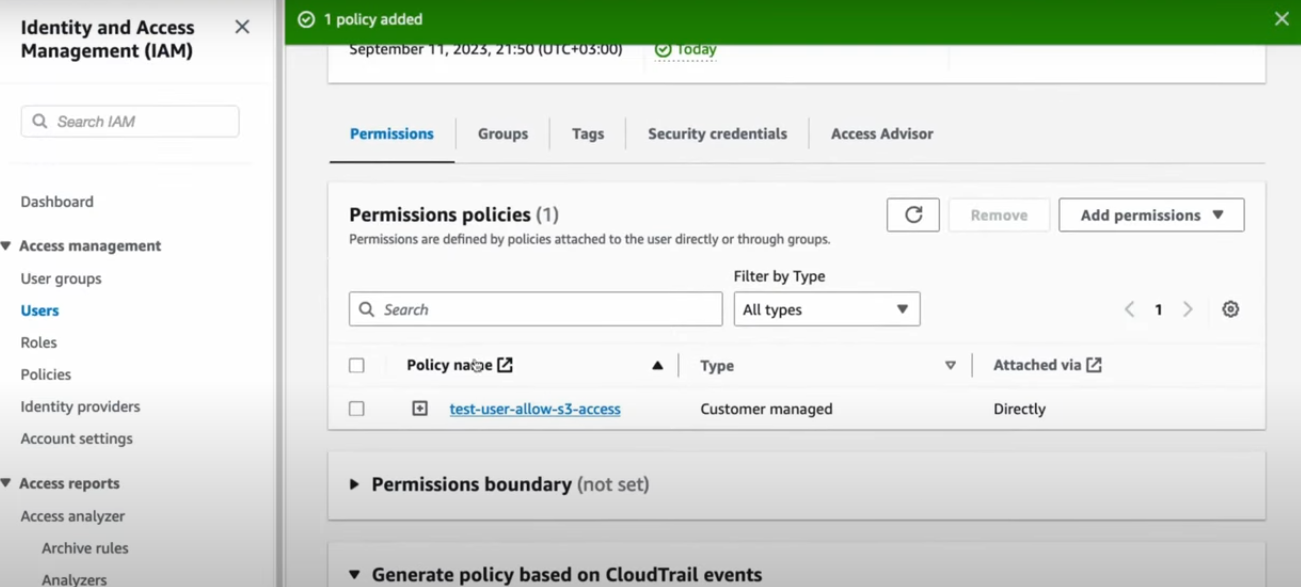 Identity and Access
Management (IAM)
1 policy added
Search IAM
Dashboard
Access management
User groups
Users
Roles
Policies
Identity providers
Account settings
Access reports
Access analyzer
Archive rules
Analyzers
September 11, 2023, 21:50 (UTC+03:00)
Today
Permissions
Groups
Tags
Security credentials
Access Advisor
Permissions policies (1)
Remove
Add permissions
Permissions are defined by policies attached to the user directly or through groups.
Filter by Type
Search
All types
1
Policy name
Type
Attached via
test-user-allow-s3-access
Customer managed
Directly
Permissions boundary (not set)
Generate policy based on CloudTrail events